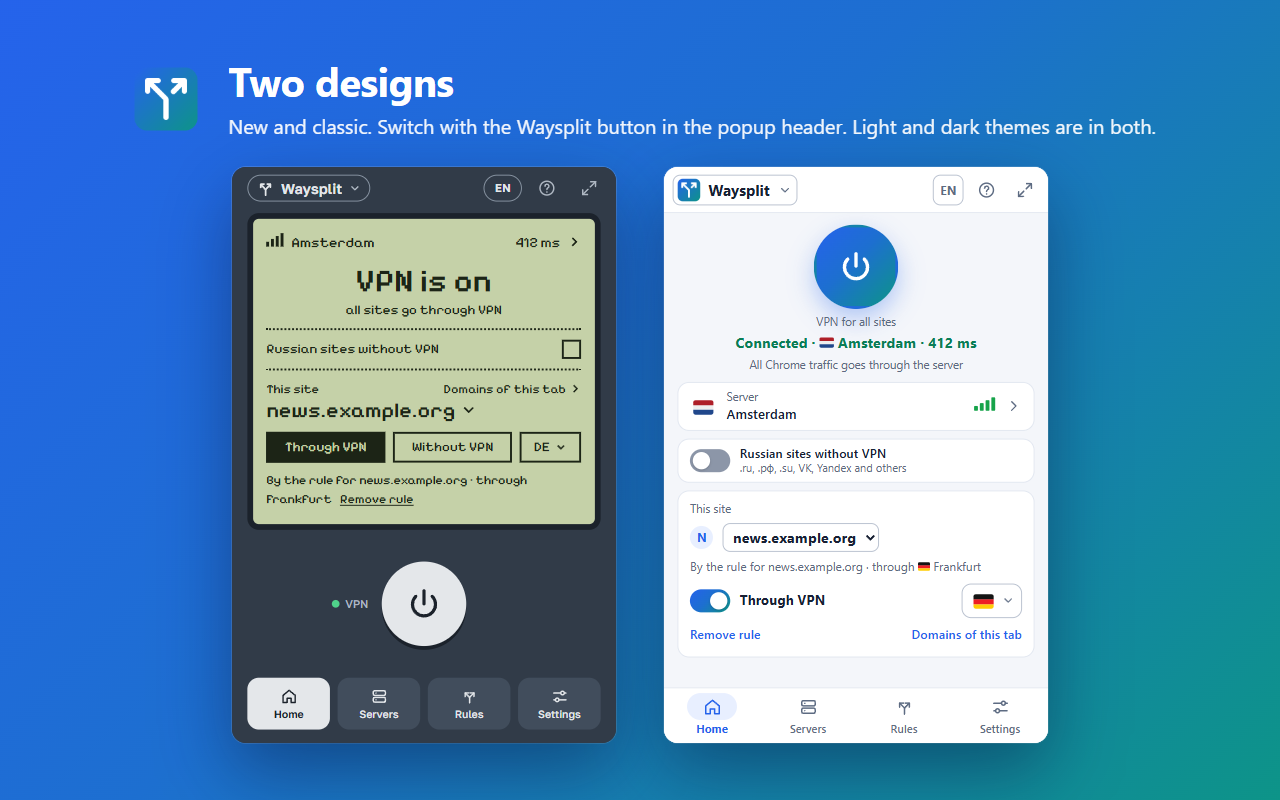 Two designs
New and classic. Switch with the Waysplit button in the popup header. Light and dark themes are in both.
Waysplit
EN
Amsterdam
412 ms
VPN is on
all sites go through VPN
Russian sites without VPN
This site
Domains of this tab
news.example.org
Through VPN
Without VPN
DE
By the rule for news.example.org · through
Frankfurt Remove rule
VPN
Home
Servers
Rules
Settings
Waysplit
EN
VPN for all sites
Connected · Amsterdam · 412 ms
All Chrome traffic goes through the server
Server
Amsterdam
Russian sites without VPN
.ru, .рф, .su, VK, Yandex and others
This site
N
news.example.org
By the rule for news.example.org · through Frankfurt
Through VPN
Remove rule
Domains of this tab
Home
Servers
Rules
Settings